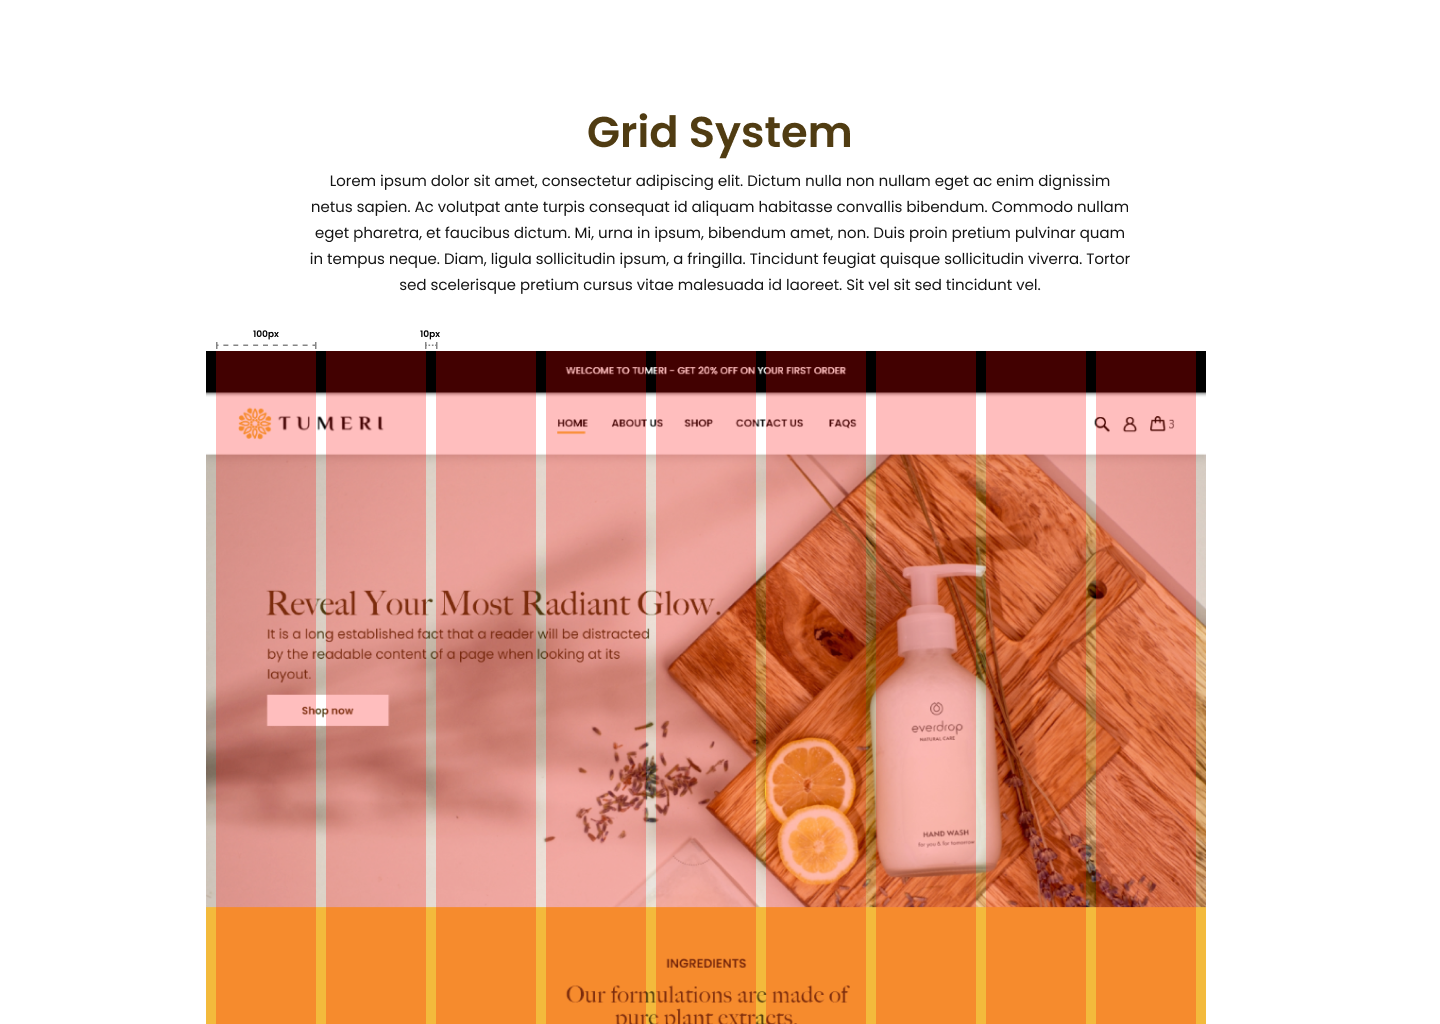 Grid System
Lorem ipsum dolor sit amet, consectetur adipiscing elit. Dictum nulla non nullam eget ac enim dignissim
netus sapien. Ac volutpat ante turpis consequat id aliquam habitasse convallis bibendum. Commodo nullam
eget pharetra, et faucibus dictum. Mi, urna in ipsum, bibendum amet, non. Duis proin pretium pulvinar quam
in tempus neque. Diam, ligula sollicitudin ipsum, a fringilla. Tincidunt feugiat quisque sollicitudin viverra. Tortor
sed scelerisque pretium cursus vitae malesuada id laoreet. Sit vel sit sed tincidunt vel.
100px 10px
WELCOME TO TUMERI - GET 20% OFF ON YOUR FIRST ORDER
TUMERI HOME ABOUT US SHOP CONTACT US FAQS 3
Reveal Your Most Radiant Glow.
It is a long established fact that a reader will be distracted
by the readable content of a page when looking at its
layout.
Shop now
everdrop
NATURAL CARE
HAND WASH
for you & for tomorrow
INGREDIENTS
Our formulations are made of
pure plant extracts.